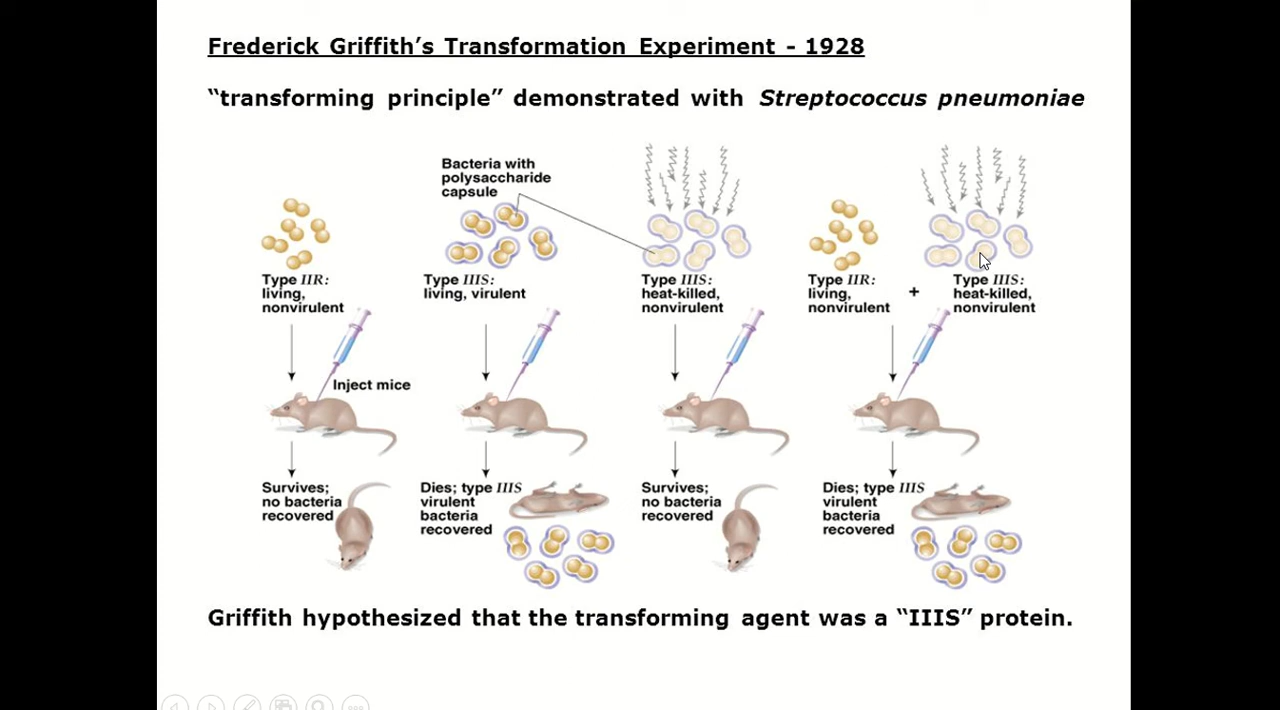 Frederick Griffith’s Transformation Experiment - 1928
“transforming principle” demonstrated with Streptococcus pneumoniae
Bacteria with
polysaccharide
capsule
Type IIR:
living,
nonvirulent
Type IIIS:
living, virulent
Type IIIS:
heat-killed,
nonvirulent
Type IIR:
living,
nonvirulent
+
Type IIIS:
heat-killed,
nonvirulent
Inject mice
Survives;
no bacteria
recovered
Dies; type IIIS
virulent
bacteria
recovered
Survives;
no bacteria
recovered
Dies; type IIIS
virulent
bacteria
recovered
Griffith hypothesized that the transforming agent was a “IIIS” protein.